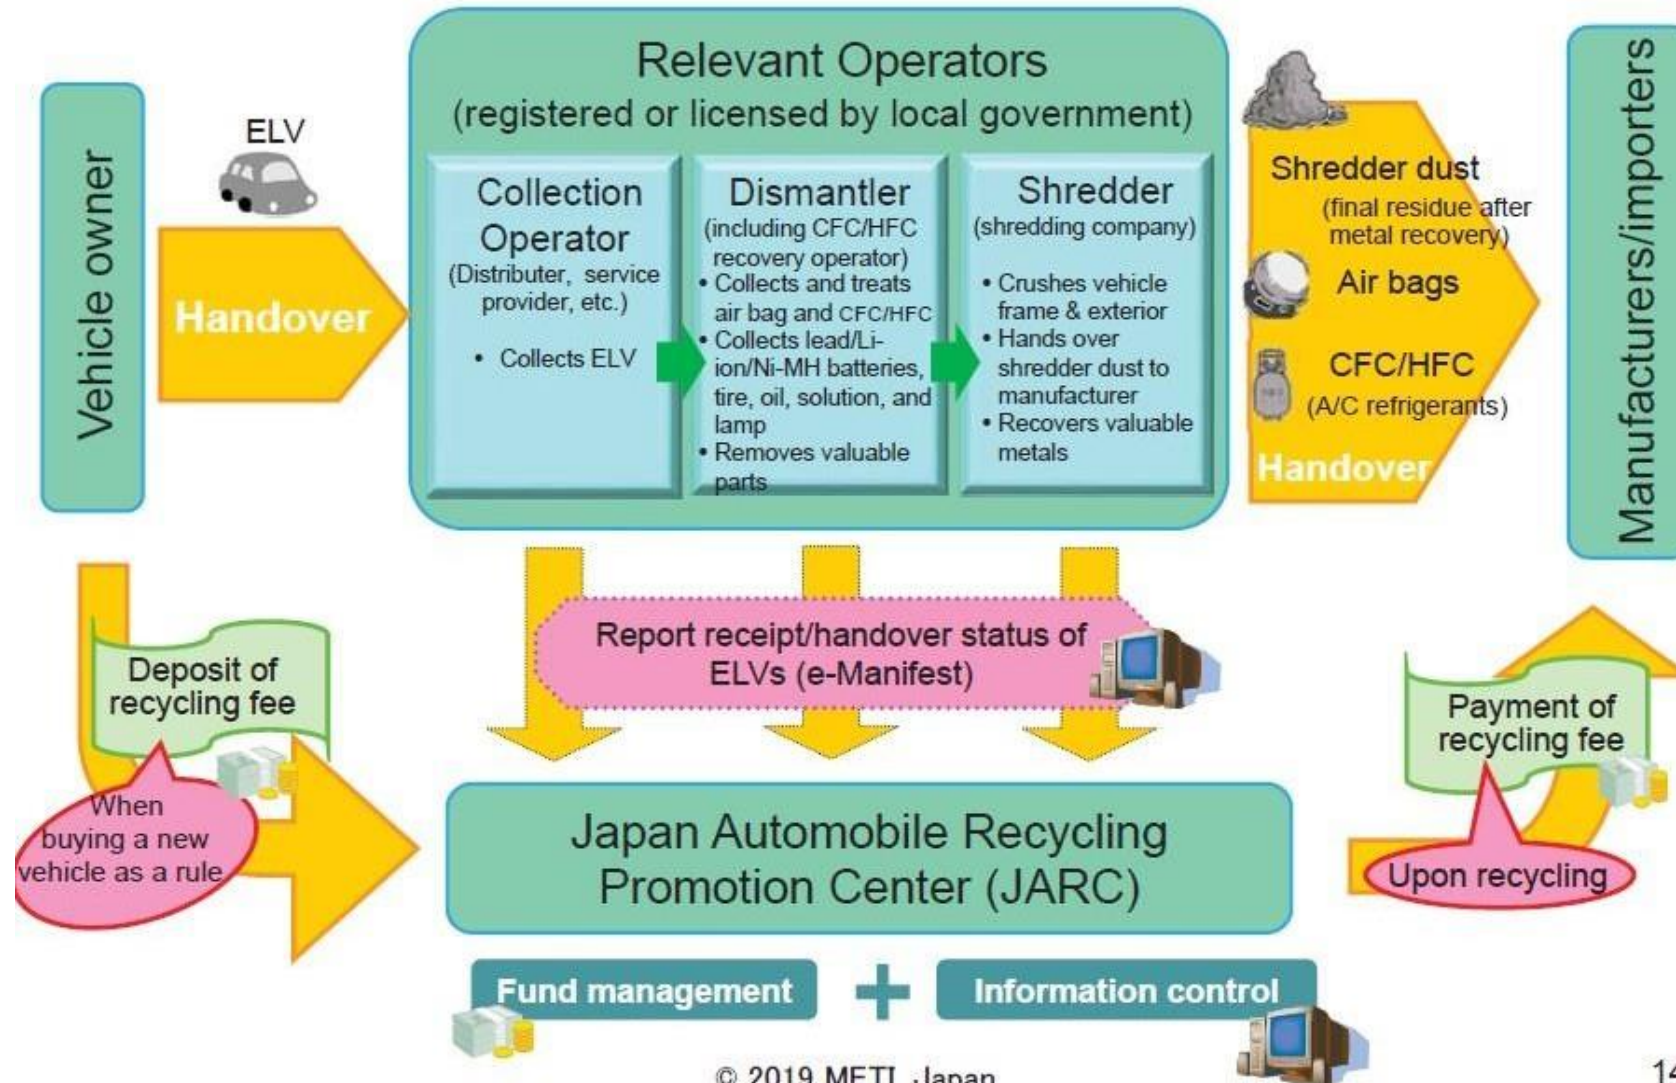 Vehicle owner
ELV
Handover
Relevant Operators
(registered or licensed by local government)
Collection
Operator
(Distributer, service
provider, etc.)
• Collects ELV
Dismantler
(including CFC/HFC
recovery operator)
• Collects and treats
air bag and CFC/HFC
• Collects lead/Li-
ion/Ni-MH batteries,
tire, oil, solution, and
lamp
• Removes valuable
parts
Shredder
(shredding company)
• Crushes vehicle
frame & exterior
• Hands over
shredder dust to
manufacturer
• Recovers valuable
metals
Shredder dust
(final residue after
metal recovery)
Air bags
CFC/HFC
(A/C refrigerants)
Handover
Manufacturers/importers
Deposit of
recycling fee
When
buying a new
vehicle as a rule
Report receipt/handover status of
ELVs (e-Manifest)
Payment of
recycling fee
Upon recycling
Japan Automobile Recycling
Promotion Center (JARC)
Fund management
+
Information control
© 2019 METI, Japan